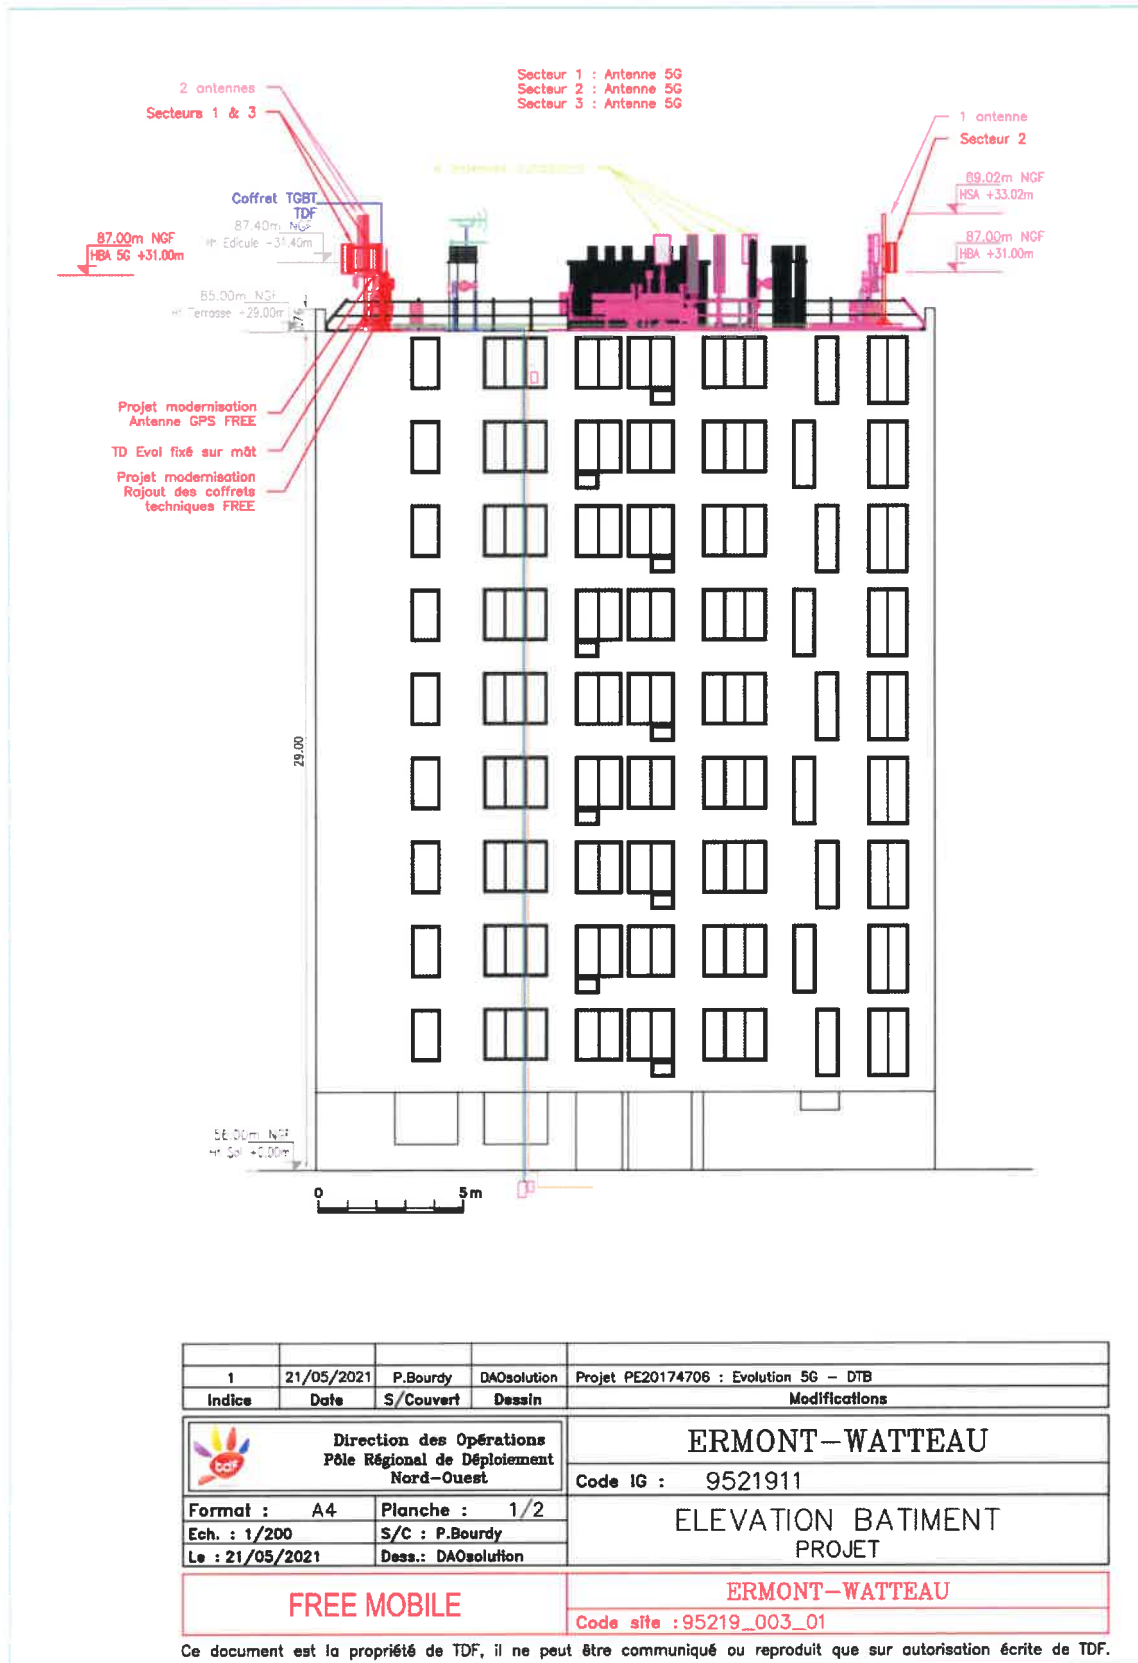 Secteur 1 : Antenne 5G
Secteur 2 : Antenne 5G
Secteur 3 : Antenne 5G
2 antennes
Secteurs 1 & 3
1 antenne
Secteur 2
Coffret TGBT
TDF
87.40m NGF
Ht Edicule +31.40m
87.00m NGF
HBA 5G +31.00m
89.02m NGF
HSA +33.02m
87.00m NGF
HBA +31.00m
85.00m NGF
Ht Terrasse +29.00m
Projet modernisation
Antenne GPS FREE
TD Evol fixé sur mât
Projet modernisation
Rajout des coffrets
techniques FREE
29.00
56.00m NGF
Ht Sol +0.00m
0 5m
1 21/05/2021 P.Bourdy DAOsolution Projet PE20174706 : Evolution 5G - DTB
Indice Date S/Couvert Dessin Modifications
tdf
Direction des Opérations
Pôle Régional de Déploiement
Nord-Ouest
ERMONT-WATTEAU
Code IG : 9521911
Format : A4 Planche : 1/2
Ech. : 1/200 S/C : P.Bourdy
Le : 21/05/2021 Dess.: DAOsolution
ELEVATION BATIMENT
PROJET
FREE MOBILE
ERMONT-WATTEAU
Code site :95219_003_01
Ce document est la propriété de TDF, il ne peut être communiqué ou reproduit que sur autorisation écrite de TDF.